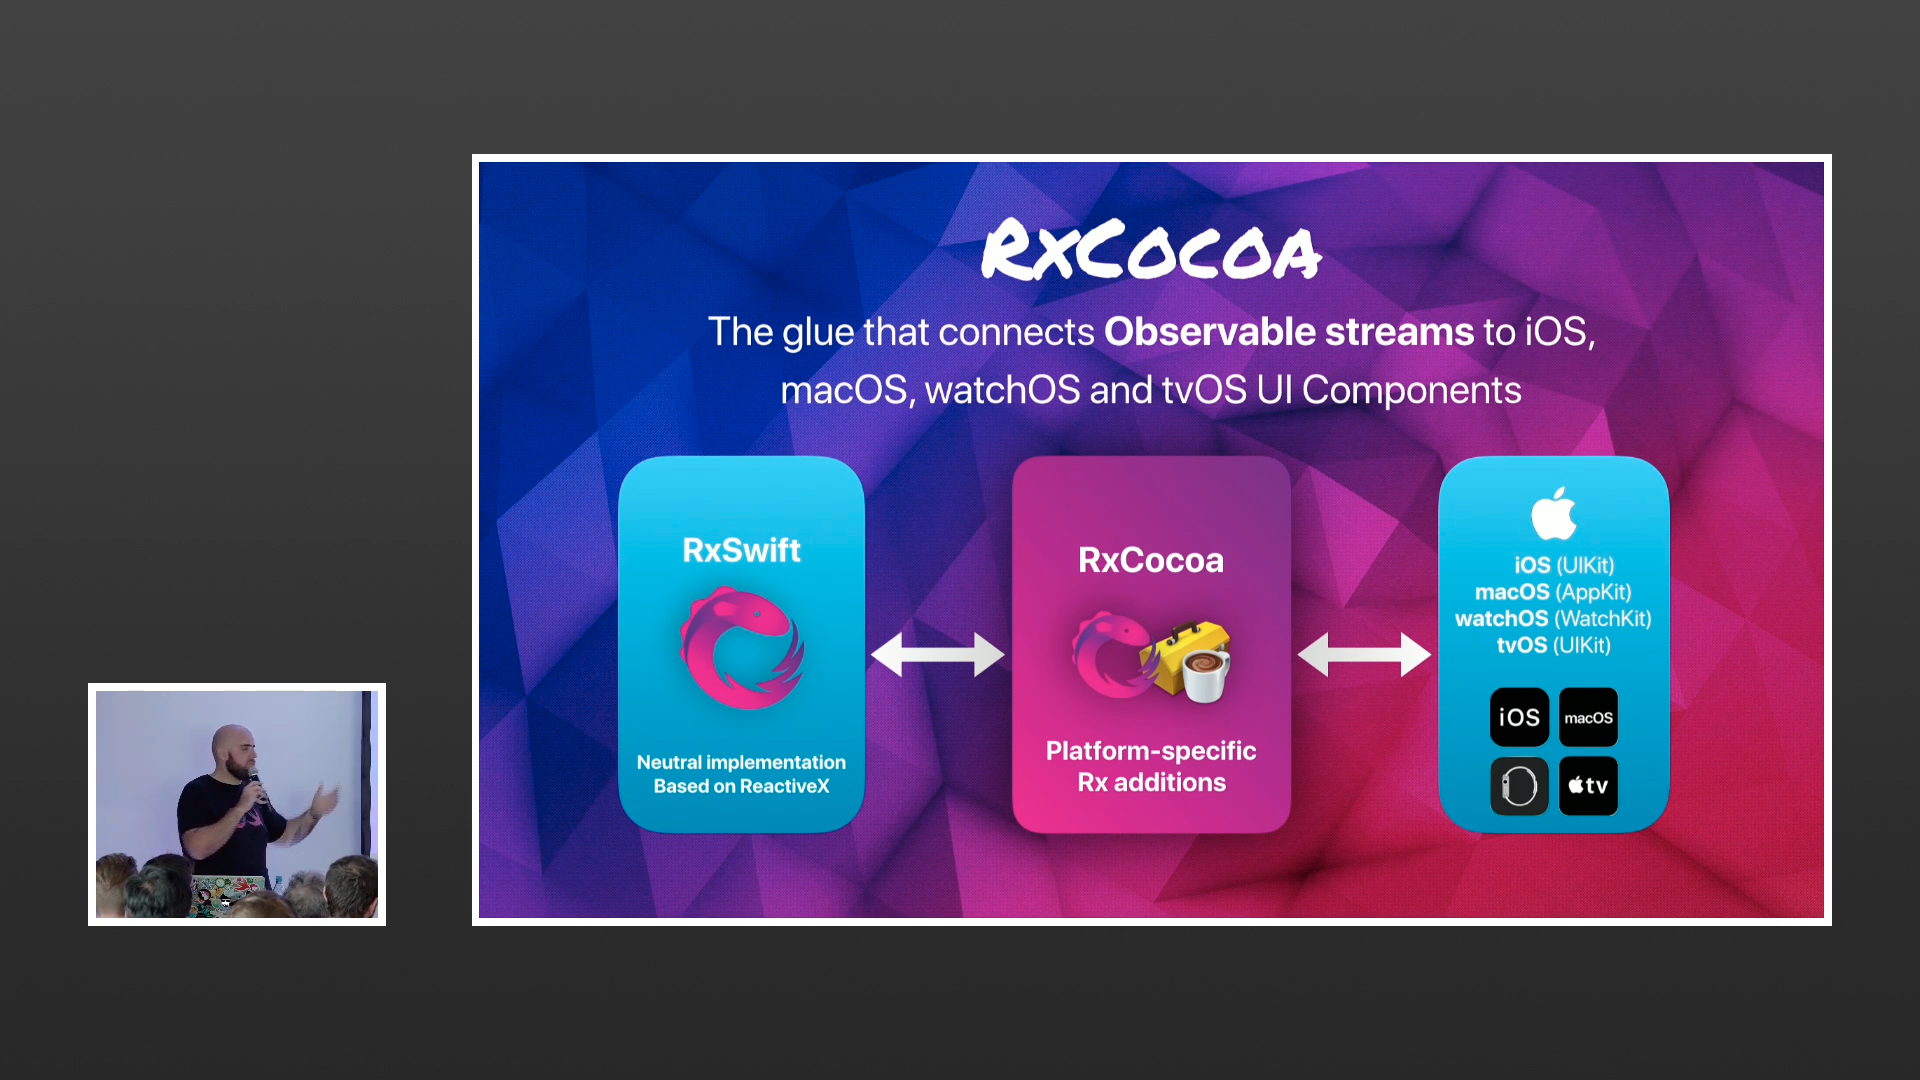 RxCocoa
The glue that connects Observable streams to iOS,
macOS, watchOS and tvOS UI Components
RxSwift
Neutral implementation
Based on ReactiveX
RxCocoa
Platform-specific
Rx additions
iOS (UIKit)
macOS (AppKit)
watchOS (WatchKit)
tvOS (UIKit)
iOS
macOS
tv